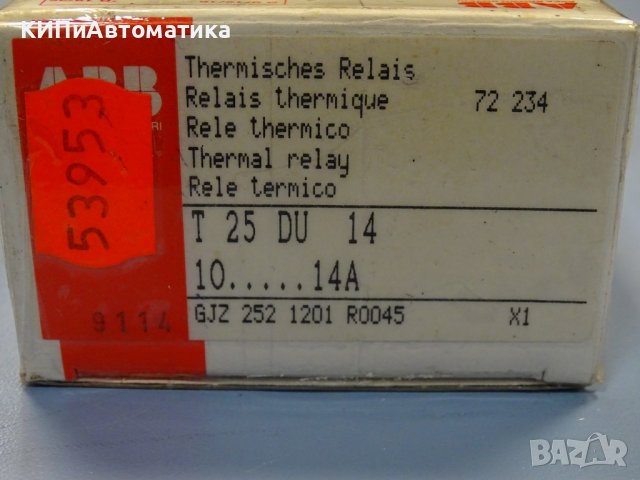 КИПиАвтоматика
ABB
Thermisches Relais
Relais thermique 72 234
Rele thermico
Thermal relay
Rele termico
T 25 DU 14
10.....14A
GJZ 252 1201 R0045 X1
53953
9114
BAZAR